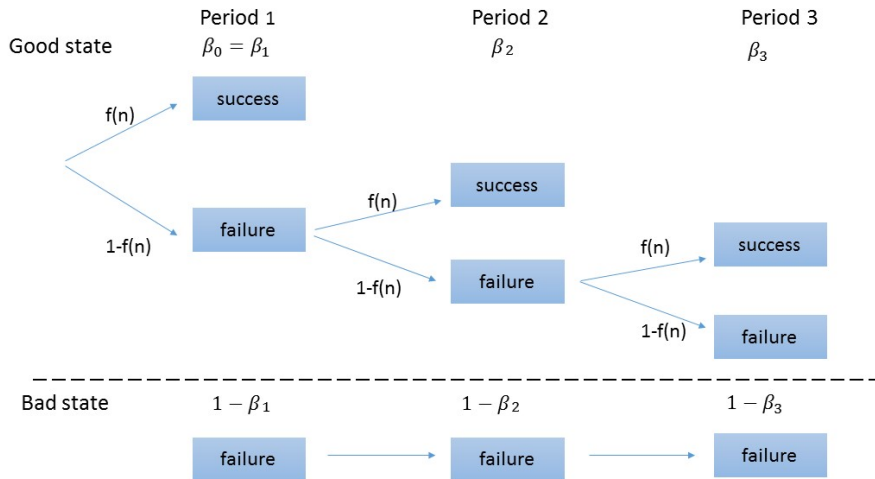 Period 1 Period 2 Period 3
Good state β₀ = β₁ β₂ β₃
success
f(n)
success
f(n)
failure
success
f(n)
1-f(n)
failure
1-f(n)
failure
1-f(n)
Bad state 1 − β₁ 1 − β₂ 1 − β₃
failure failure failure